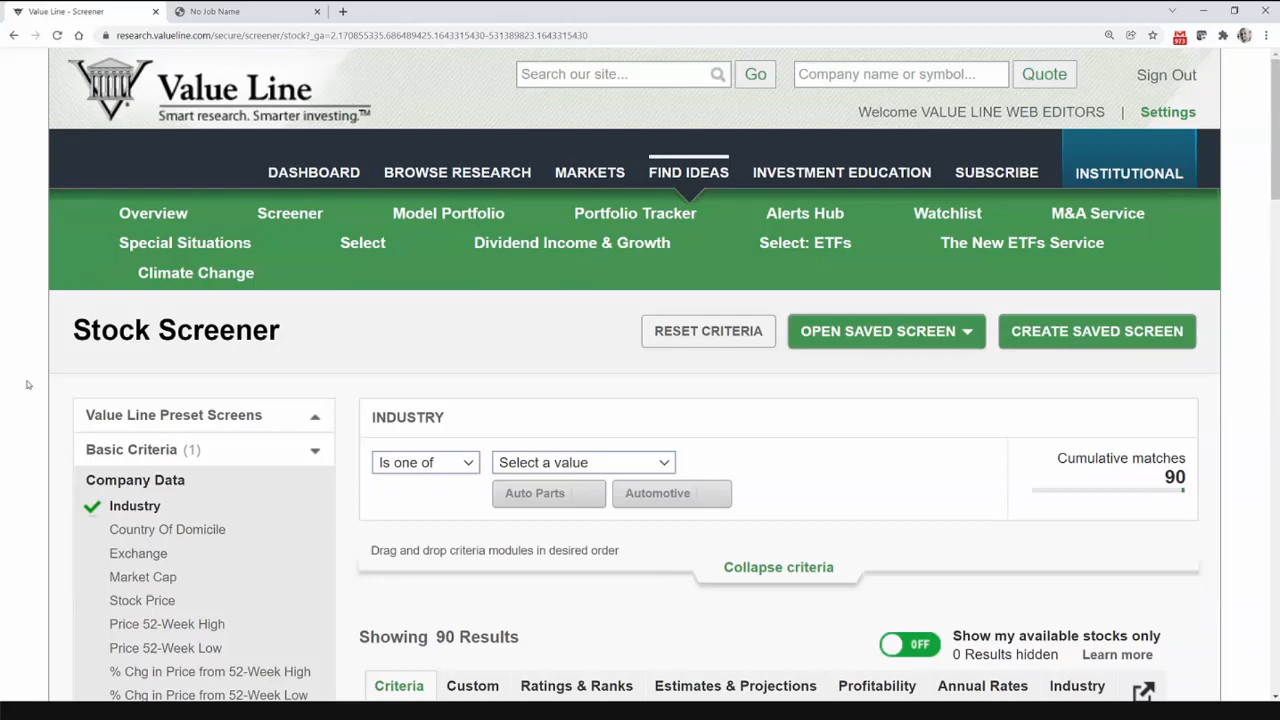 Value Line - Screener
No Job Name
research.valueline.com/secure/screener/stock?_ga=2.170855335.686489425.1643315430-531389823.1643315430
973
Value Line
Smart research. Smarter investing.™
Search our site...
Go
Company name or symbol...
Quote
Sign Out
Welcome VALUE LINE WEB EDITORS | Settings
DASHBOARD BROWSE RESEARCH MARKETS FIND IDEAS INVESTMENT EDUCATION SUBSCRIBE INSTITUTIONAL
Overview Screener Model Portfolio Portfolio Tracker Alerts Hub Watchlist M&A Service
Special Situations Select Dividend Income & Growth Select: ETFs The New ETFs Service
Climate Change
Stock Screener
RESET CRITERIA
OPEN SAVED SCREEN
CREATE SAVED SCREEN
Value Line Preset Screens
Basic Criteria (1)
Company Data
Industry
Country Of Domicile
Exchange
Market Cap
Stock Price
Price 52-Week High
Price 52-Week Low
% Chg in Price from 52-Week High
% Chg in Price from 52-Week Low
INDUSTRY
Is one of
Select a value
Auto Parts
Automotive
Cumulative matches
90
Drag and drop criteria modules in desired order
Collapse criteria
Showing 90 Results
OFF
Show my available stocks only
0 Results hidden Learn more
Criteria Custom Ratings & Ranks Estimates & Projections Profitability Annual Rates Industry